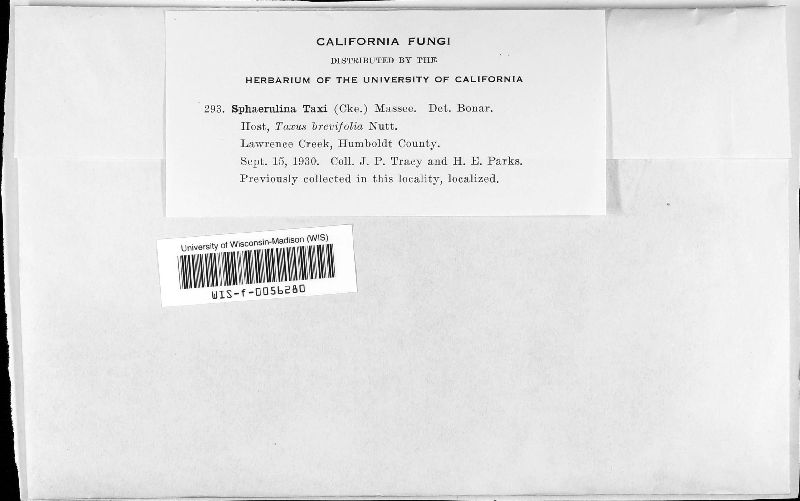 CALIFORNIA FUNGI
DISTRIBUTED BY THE
HERBARIUM OF THE UNIVERSITY OF CALIFORNIA
293. Sphaerulina Taxi (Cke.) Massee. Det. Bonar.
Host, Taxus brevifolia Nutt.
Lawrence Creek, Humboldt County.
Sept. 15, 1930. Coll. J. P. Tracy and H. E. Parks.
Previously collected in this locality, localized.
University of Wisconsin-Madison (WIS)
WIS-f-0056280